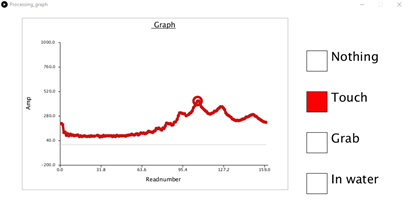 Processing_graph
Graph
1000.0
760.0
520.0
280.0
40.0
-200.0
Amp
0.0 31.8 63.6 95.4 127.2 159.0
Readnumber
Nothing
Touch
Grab
In water